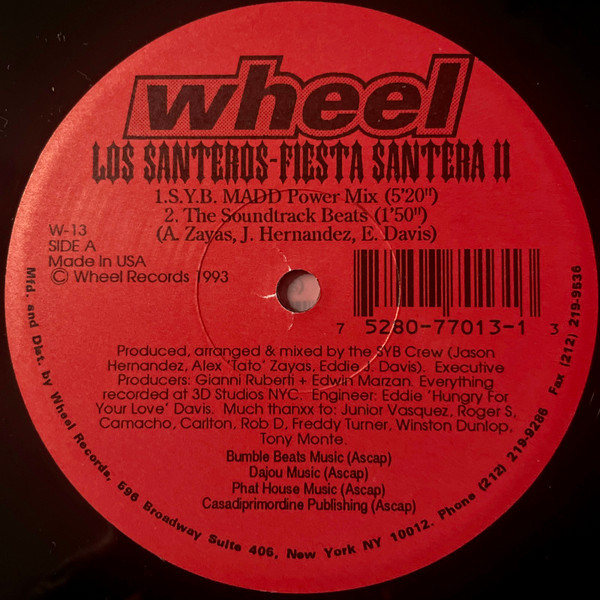 wheel
LOS SANTEROS-FIESTA SANTERA II
1.S.Y.B. MADD Power Mix (5'20")
2. The Soundtrack Beats (1'50")
(A. Zayas, J. Hernandez, E. Davis)
W-13
SIDE A
Made In USA
© Wheel Records 1993
7 5280-77013-1 3
Produced, arranged & mixed by the SYB Crew (Jason
Hernandez, Alex 'Tato' Zayas, Eddie J. Davis). Executive
Producers: Gianni Ruberti + Edwin Marzan. Everything
recorded at 3D Studios NYC. Engineer: Eddie 'Hungry For
Your Love' Davis. Much thanxx to: Junior Vasquez, Roger S,
Camacho, Carlton, Rob D, Freddy Turner, Winston Dunlop,
Tony Monte.
Bumble Beats Music (Ascap)
Dajou Music (Ascap)
Phat House Music (Ascap)
Casadiprimordine Publishing (Ascap)
Mfd. and Dist. by Wheel Records, 596 Broadway Suite 406, New York NY 10012. Phone (212) 219-9286 Fax (212) 219-9536